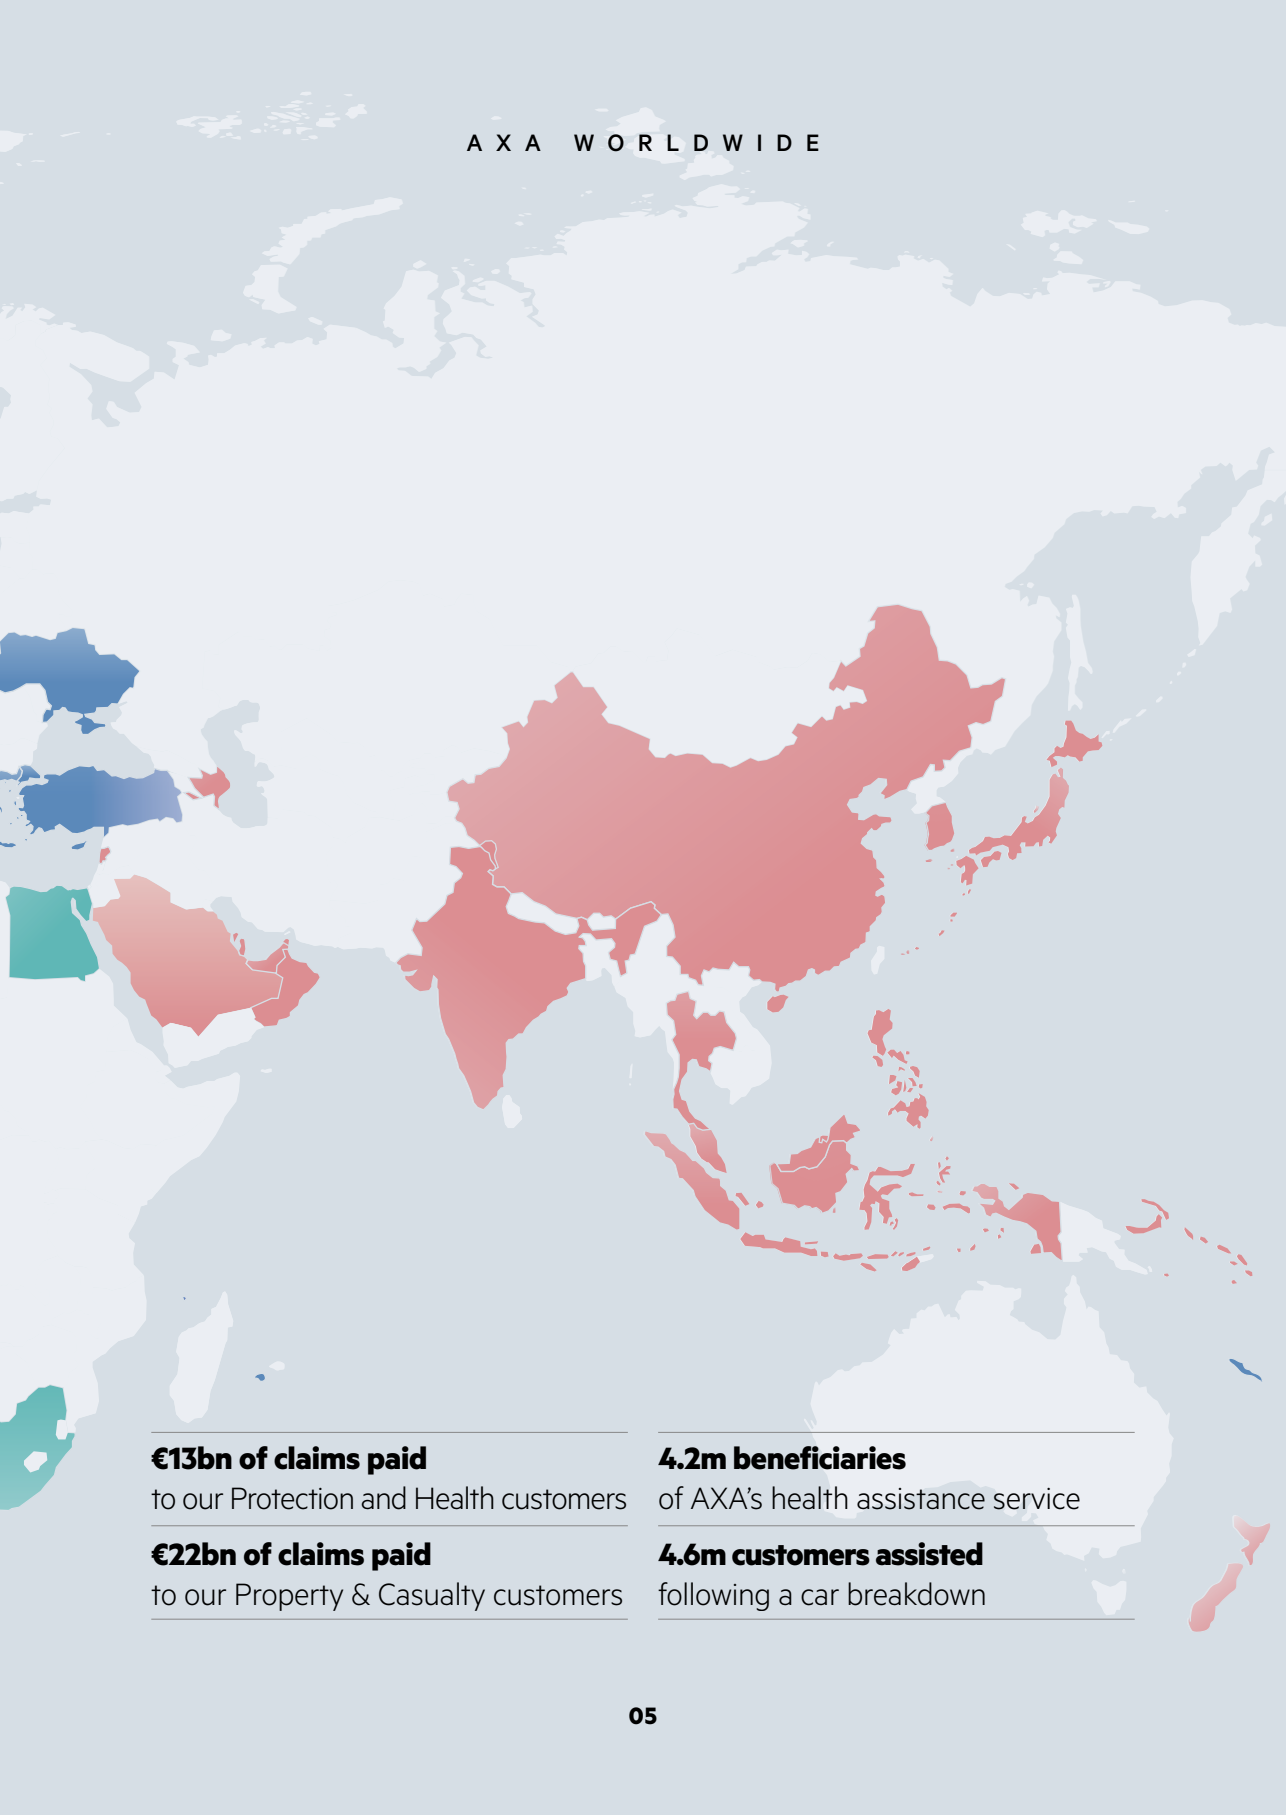 AXA WORLDWIDE
€13bn of claims paid
to our Protection and Health customers
€22bn of claims paid
to our Property & Casualty customers
4.2m beneficiaries
of AXA’s health assistance service
4.6m customers assisted
following a car breakdown
05